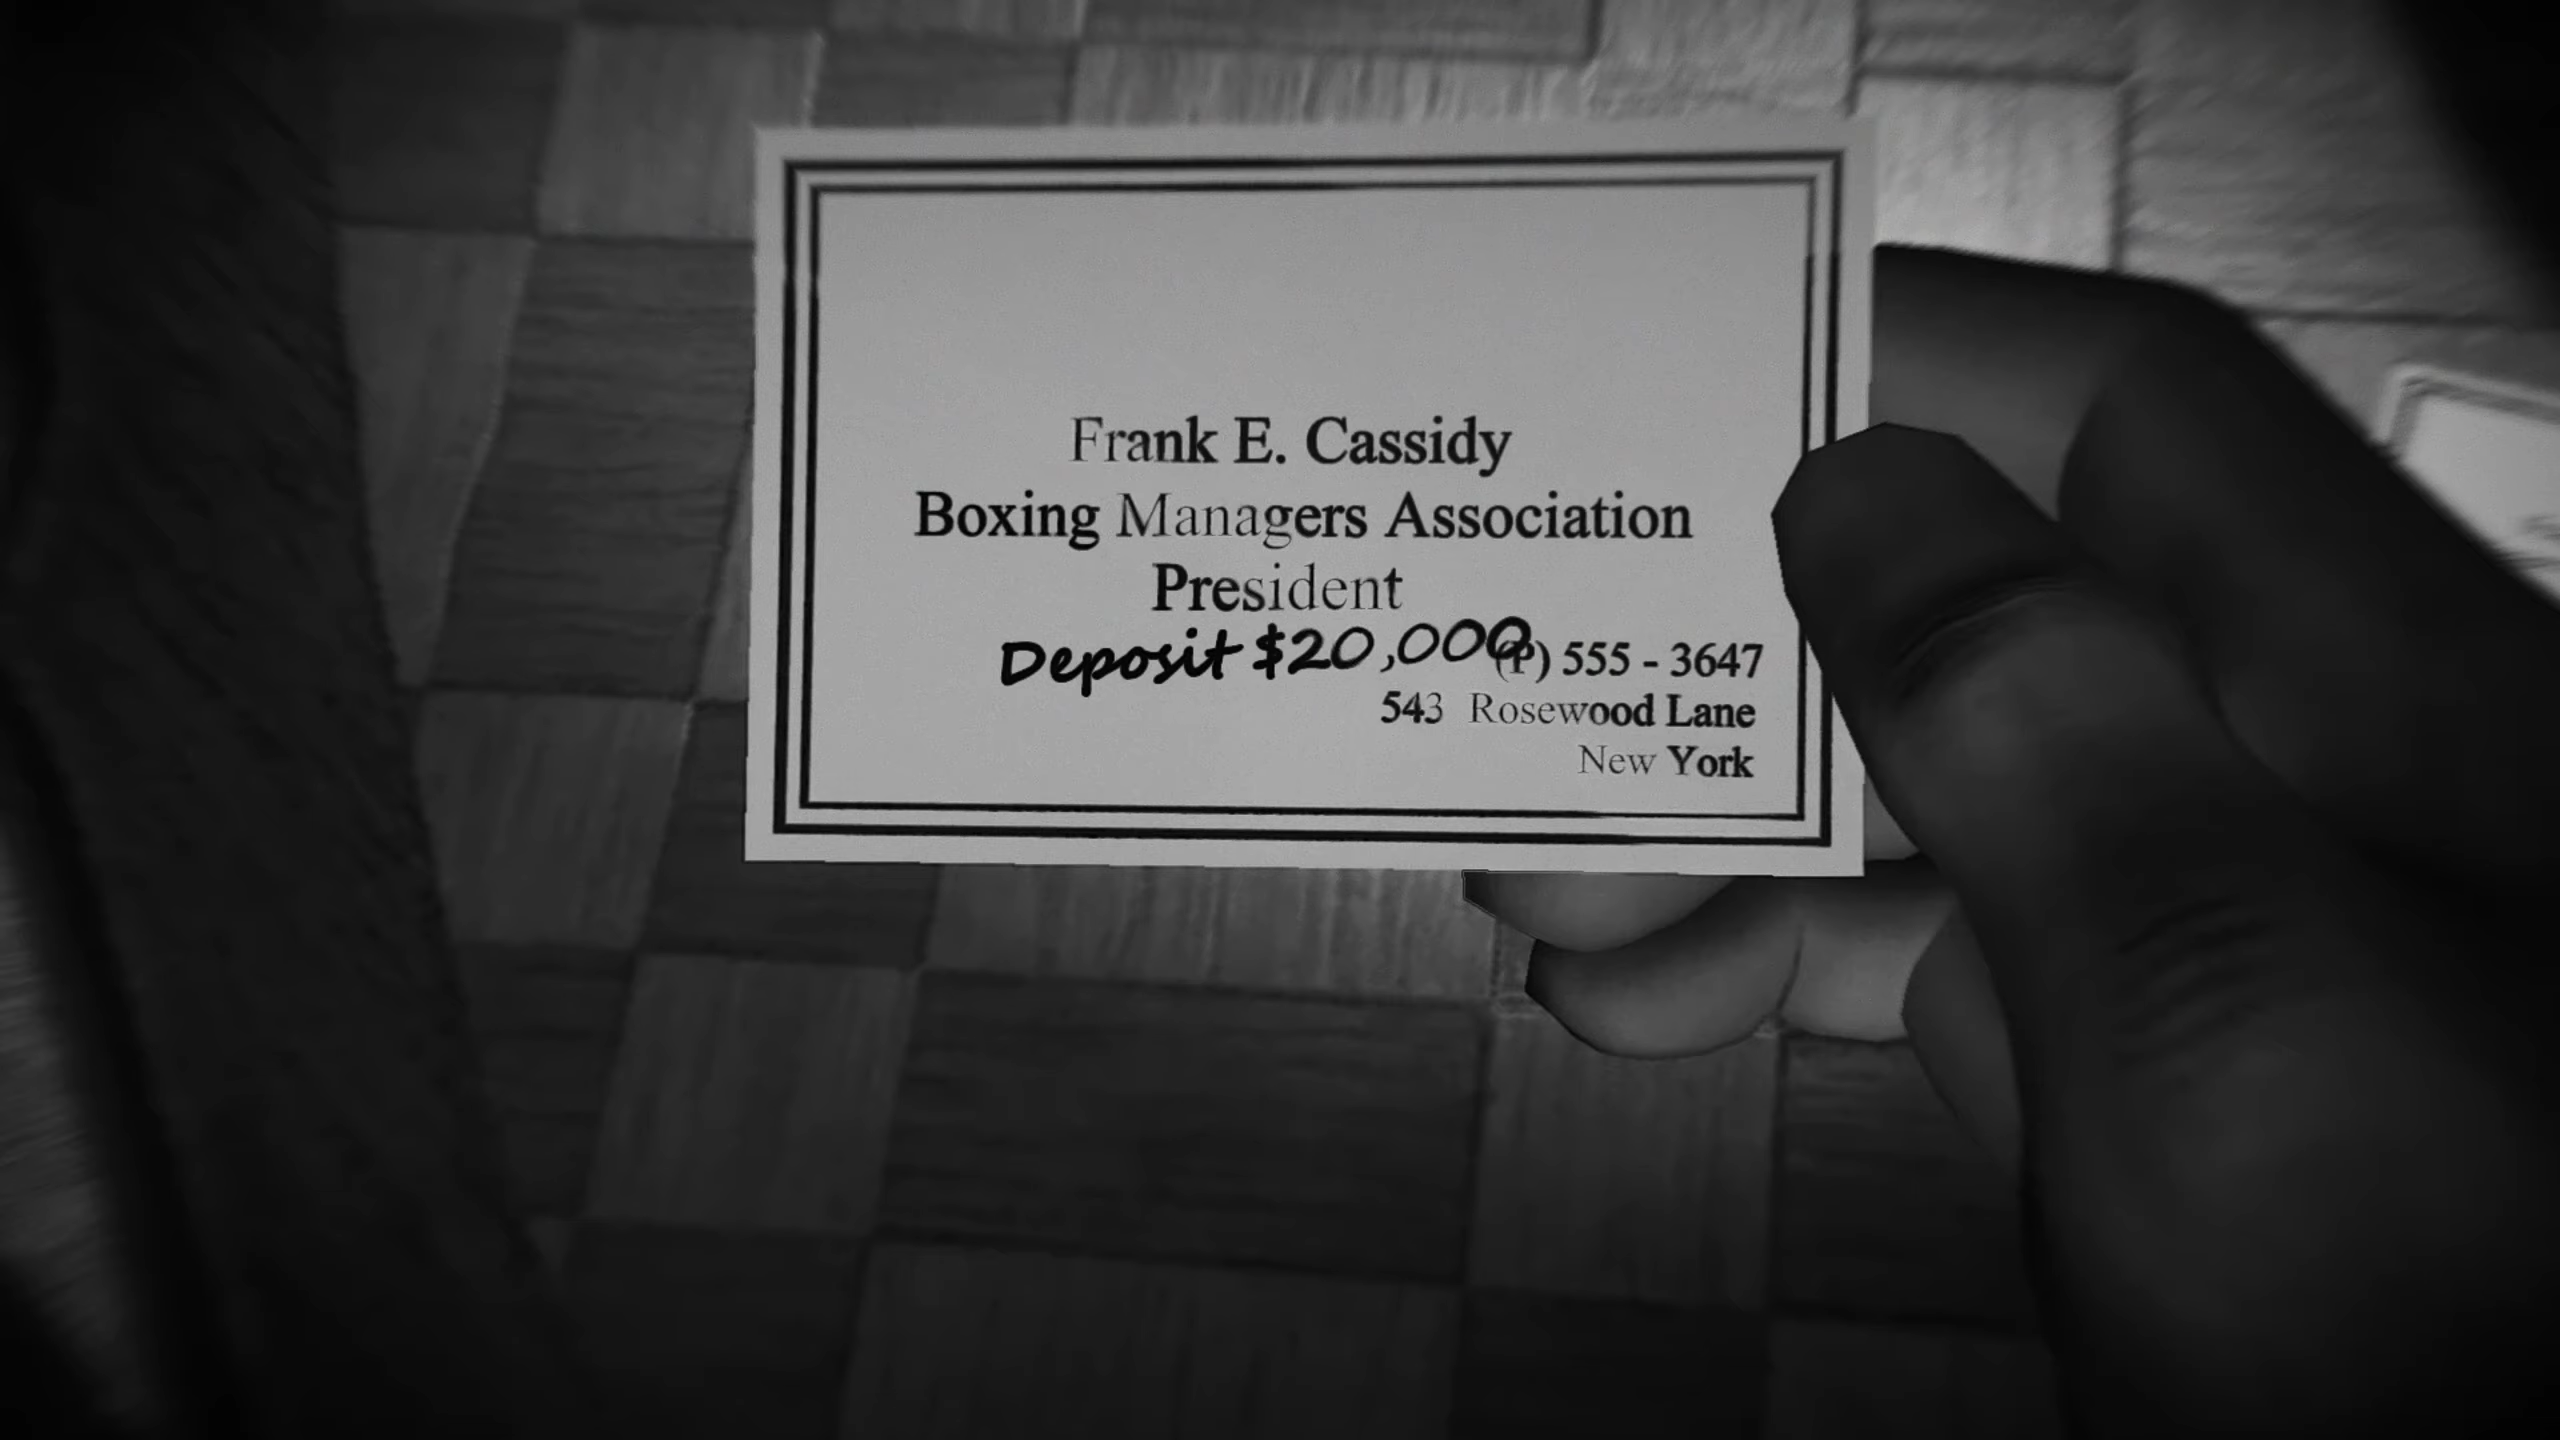 Frank E. Cassidy
Boxing Managers Association
President
Deposit $20,000
(P) 555 - 3647
543 Rosewood Lane
New York